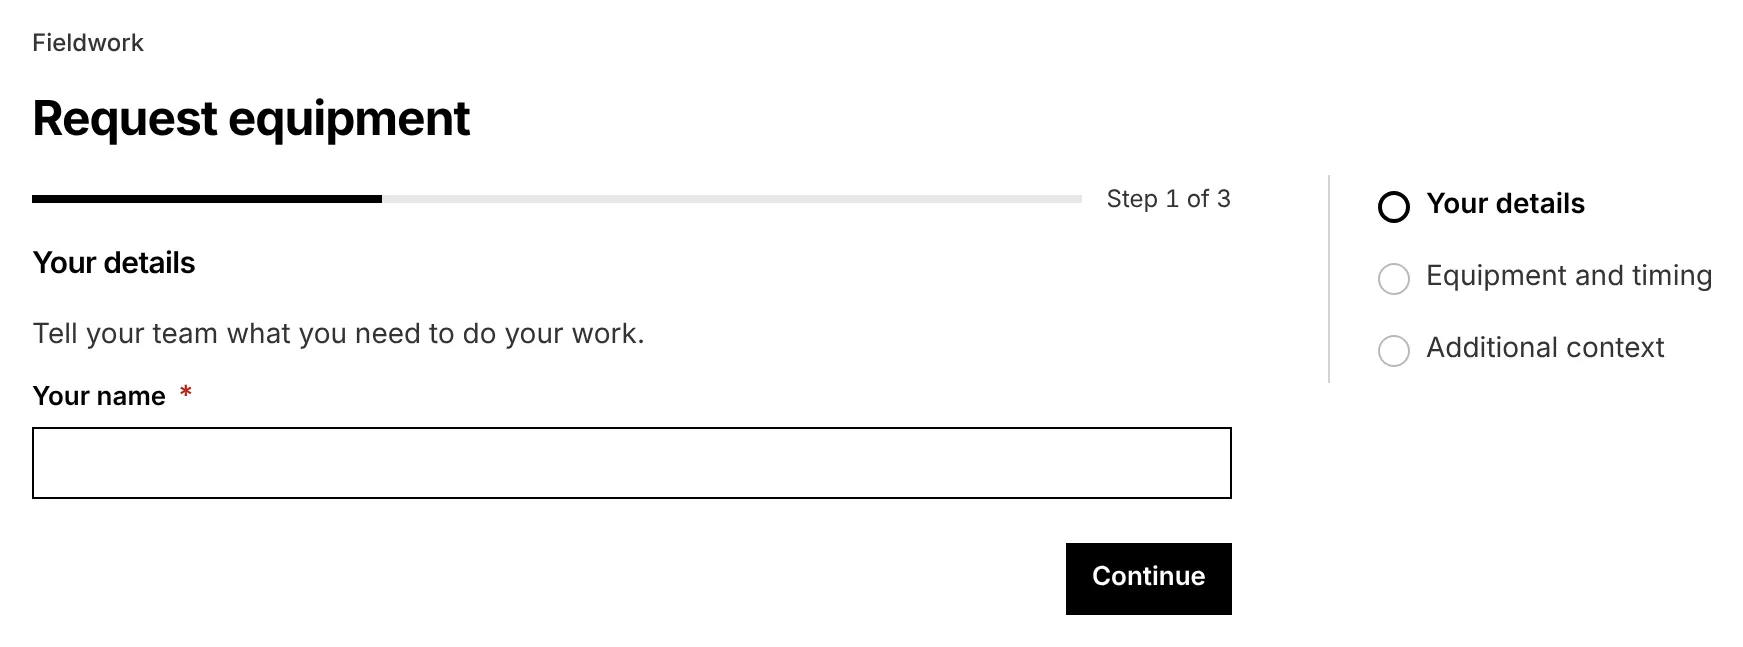 Fieldwork
Request equipment
Step 1 of 3
Your details
Tell your team what you need to do your work.
Your name *
Continue
Your details
Equipment and timing
Additional context